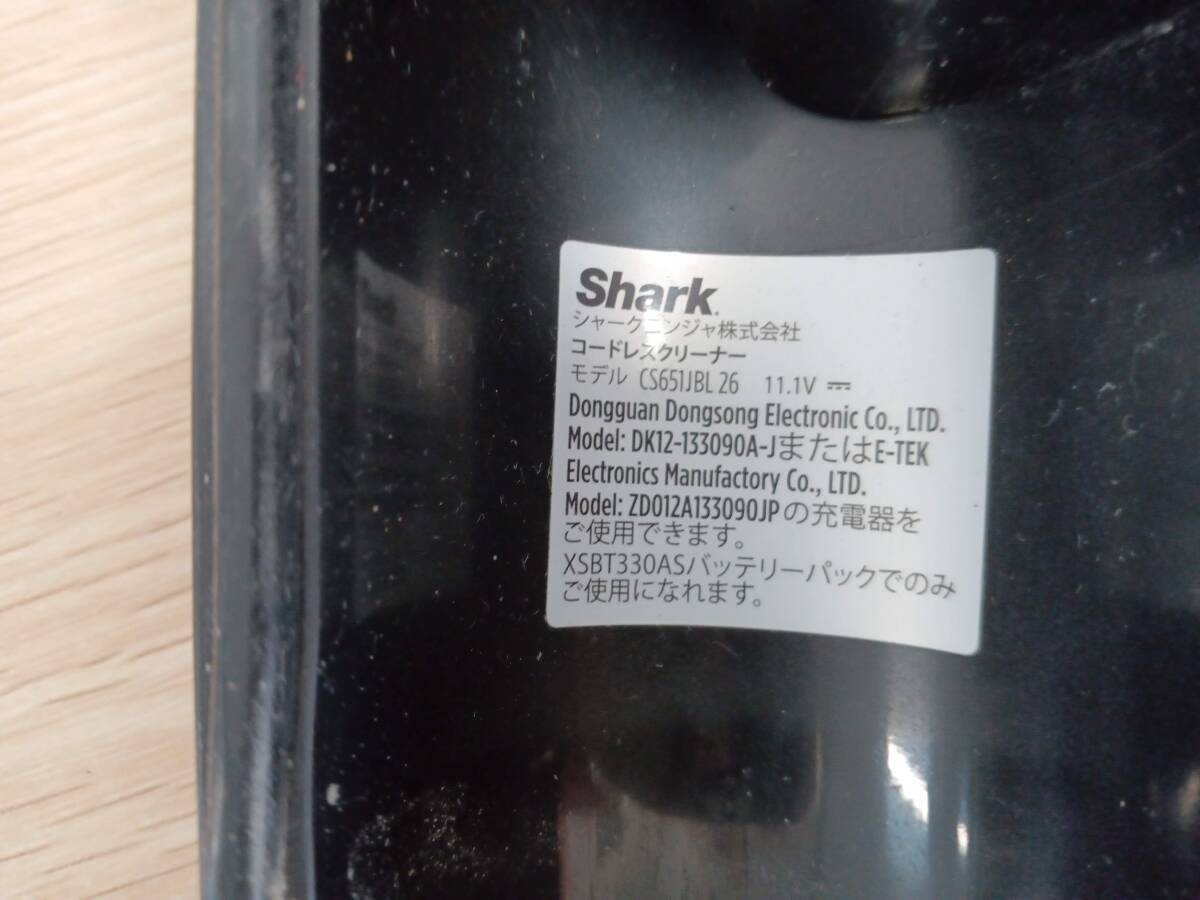 Shark
シャークニンジャ株式会社
コードレスクリーナー
モデル CS651JBL 26 11.1V ⎓
Dongguan Dongsong Electronic Co., LTD.
Model: DK12-133090A-JまたはE-TEK
Electronics Manufactory Co., LTD.
Model: ZD012A133090JPの充電器を
ご使用できます。
XSBT330ASバッテリーパックでのみ
ご使用になれます。